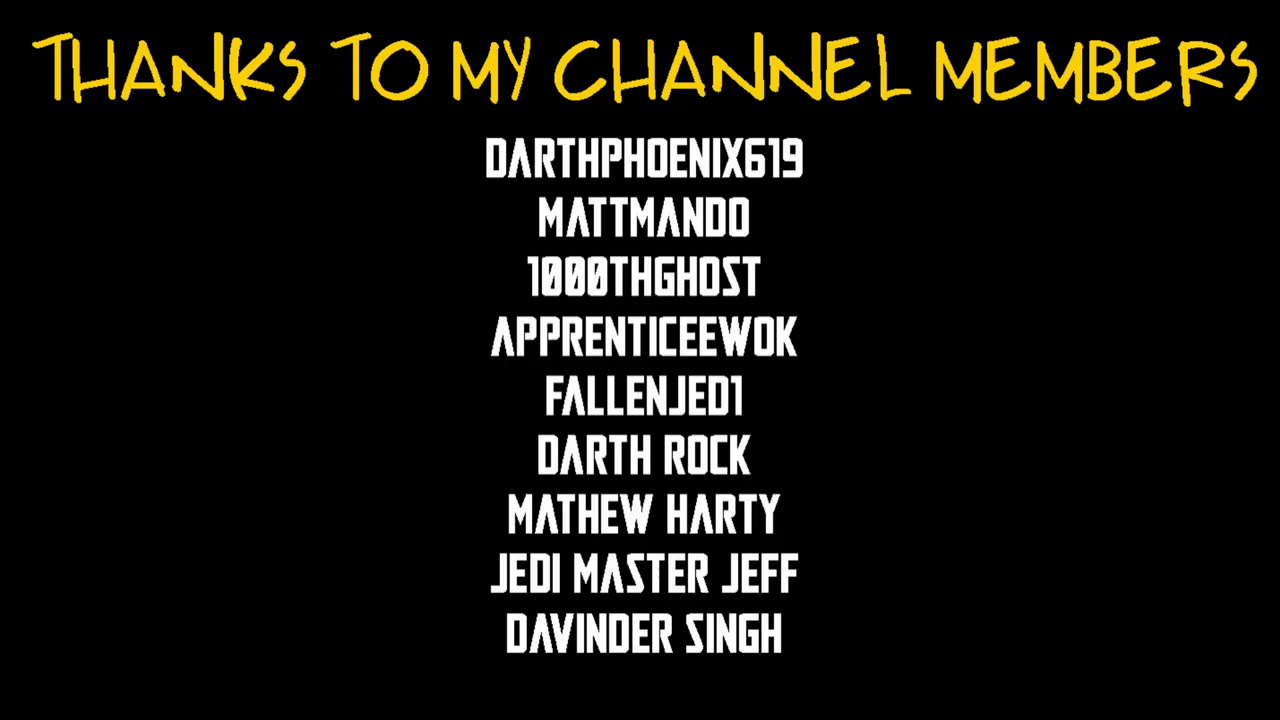 THANKS TO MY CHANNEL MEMBERS
DARTHPHOENIX619
MATTMANDO
1000THGHOST
APPRENTICEEWOK
FALLENJED1
DARTH ROCK
MATHEW HARTY
JEDI MASTER JEFF
DAVINDER SINGH